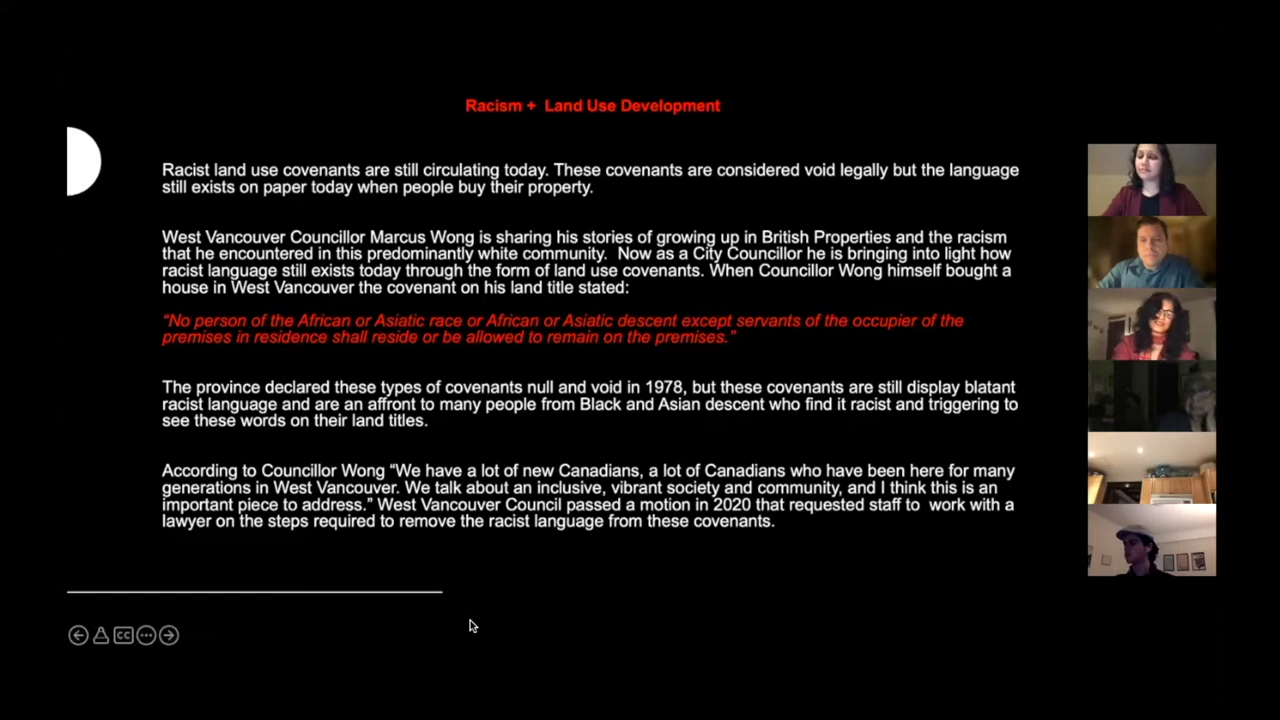 Racism + Land Use Development
Racist land use covenants are still circulating today. These covenants are considered void legally but the language
still exists on paper today when people buy their property.
West Vancouver Councillor Marcus Wong is sharing his stories of growing up in British Properties and the racism
that he encountered in this predominantly white community. Now as a City Councillor he is bringing into light how
racist language still exists today through the form of land use covenants. When Councillor Wong himself bought a
house in West Vancouver the covenant on his land title stated:
“No person of the African or Asiatic race or African or Asiatic descent except servants of the occupier of the
premises in residence shall reside or be allowed to remain on the premises.”
The province declared these types of covenants null and void in 1978, but these covenants are still display blatant
racist language and are an affront to many people from Black and Asian descent who find it racist and triggering to
see these words on their land titles.
According to Councillor Wong “We have a lot of new Canadians, a lot of Canadians who have been here for many
generations in West Vancouver. We talk about an inclusive, vibrant society and community, and I think this is an
important piece to address.” West Vancouver Council passed a motion in 2020 that requested staff to work with a
lawyer on the steps required to remove the racist language from these covenants.
CC